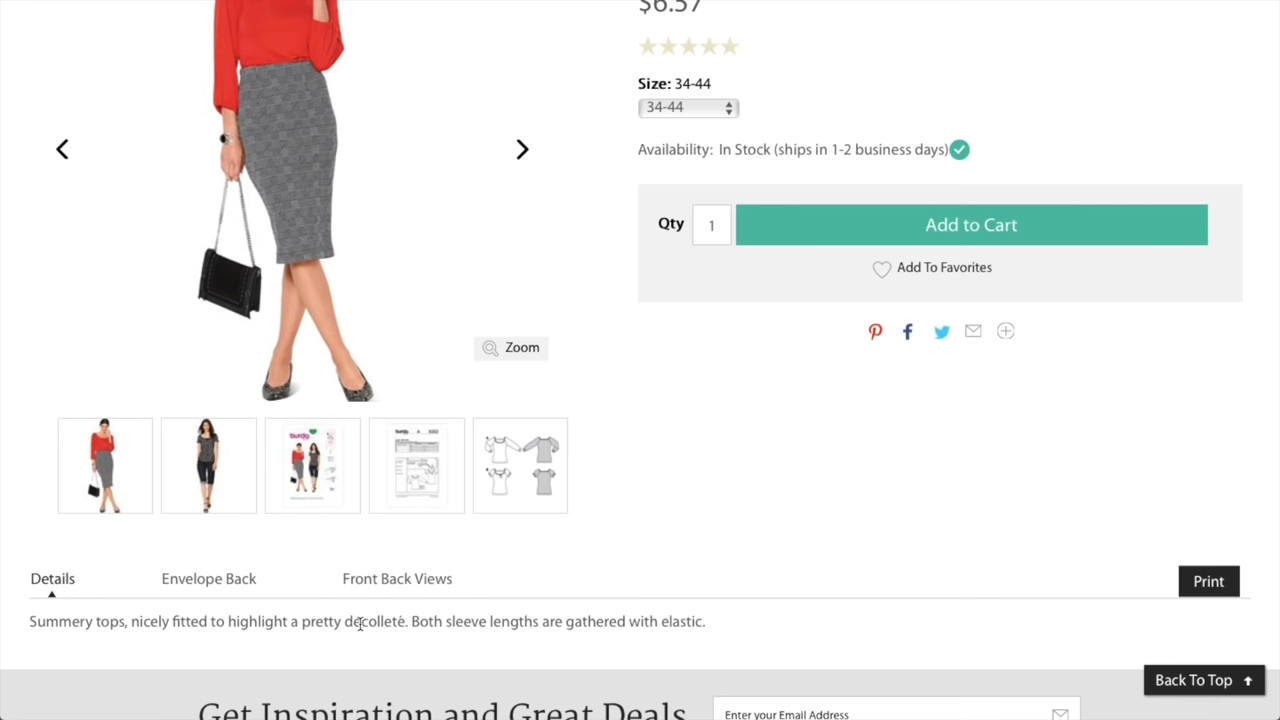 $6.57
Size: 34-44
34-44
Availability: In Stock (ships in 1-2 business days)
Qty 1 Add to Cart
Add To Favorites
Zoom
burda
burda
Details Envelope Back Front Back Views Print
Summery tops, nicely fitted to highlight a pretty decolleté. Both sleeve lengths are gathered with elastic.
Back To Top
Get Inspiration and Great Deals
Enter your Email Address